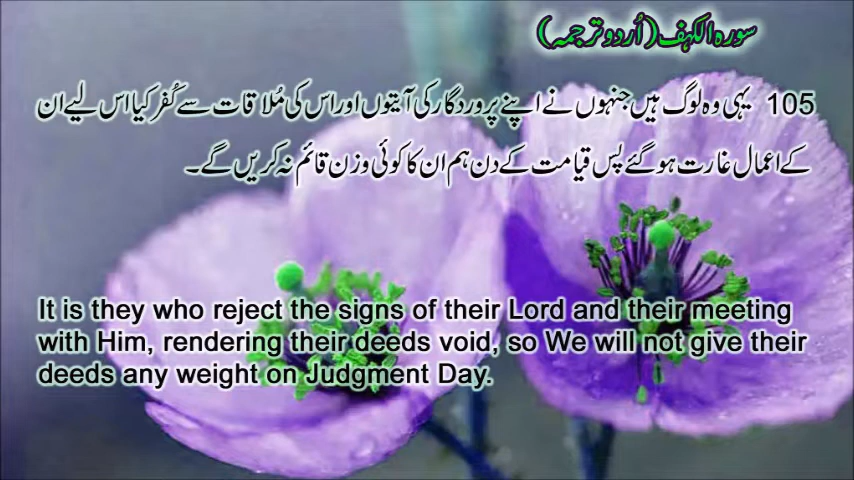 سورہ الکہف (اُردو ترجمہ)
105 یہی وہ لوگ ہیں جنہوں نے اپنے پروردگار کی آیتوں اور اس کی مُلاقات سے کُفر کیا اس لیے ان
کے اعمال غارت ہو گئے پس قیامت کے دن ہم ان کا کوئی وزن قائم نہ کریں گے۔
It is they who reject the signs of their Lord and their meeting
with Him, rendering their deeds void, so We will not give their
deeds any weight on Judgment Day.